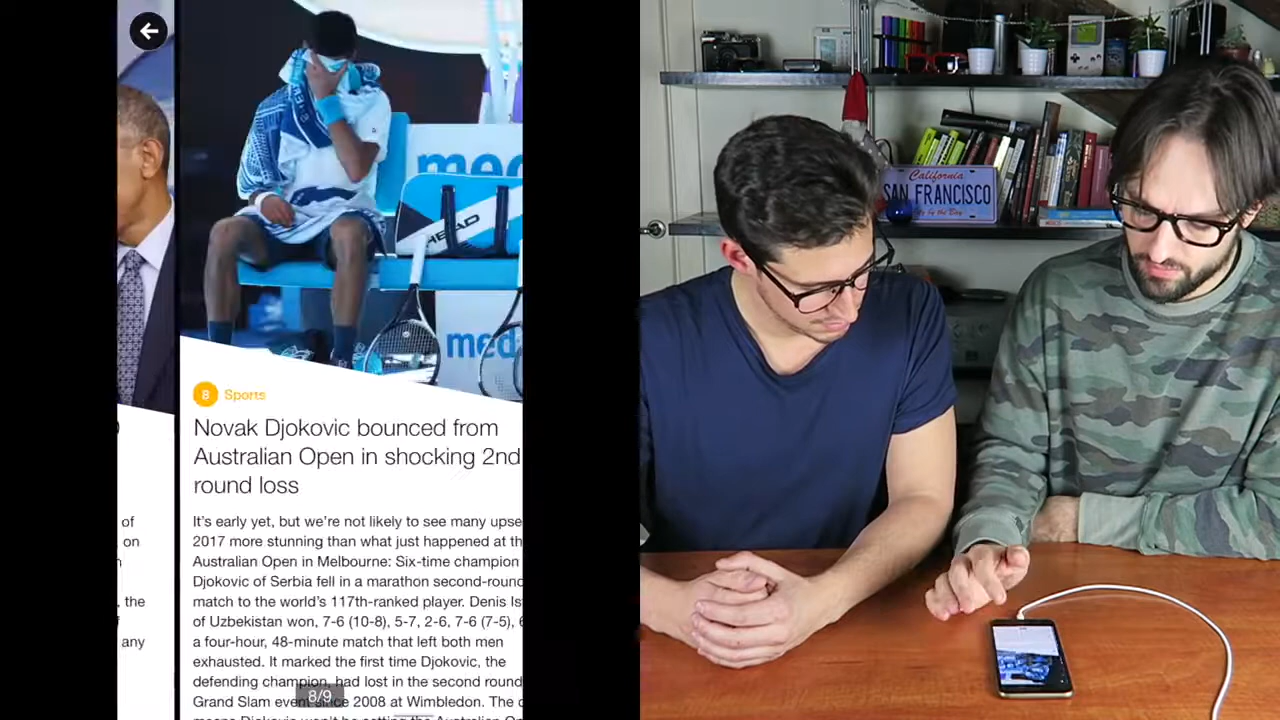 med
HEAD
med
8 Sports
Novak Djokovic bounced from
Australian Open in shocking 2nd
round loss
It's early yet, but we're not likely to see many upse
2017 more stunning than what just happened at th
Australian Open in Melbourne: Six-time champion
Djokovic of Serbia fell in a marathon second-round
match to the world's 117th-ranked player. Denis Is
of Uzbekistan won, 7-6 (10-8), 5-7, 2-6, 7-6 (7-5), 6
a four-hour, 48-minute match that left both men
exhausted. It marked the first time Djokovic, the
defending champion, had lost in the second round
Grand Slam event since 2008 at Wimbledon. The
8/9
of
on
, the
any
California
SAN FRANCISCO